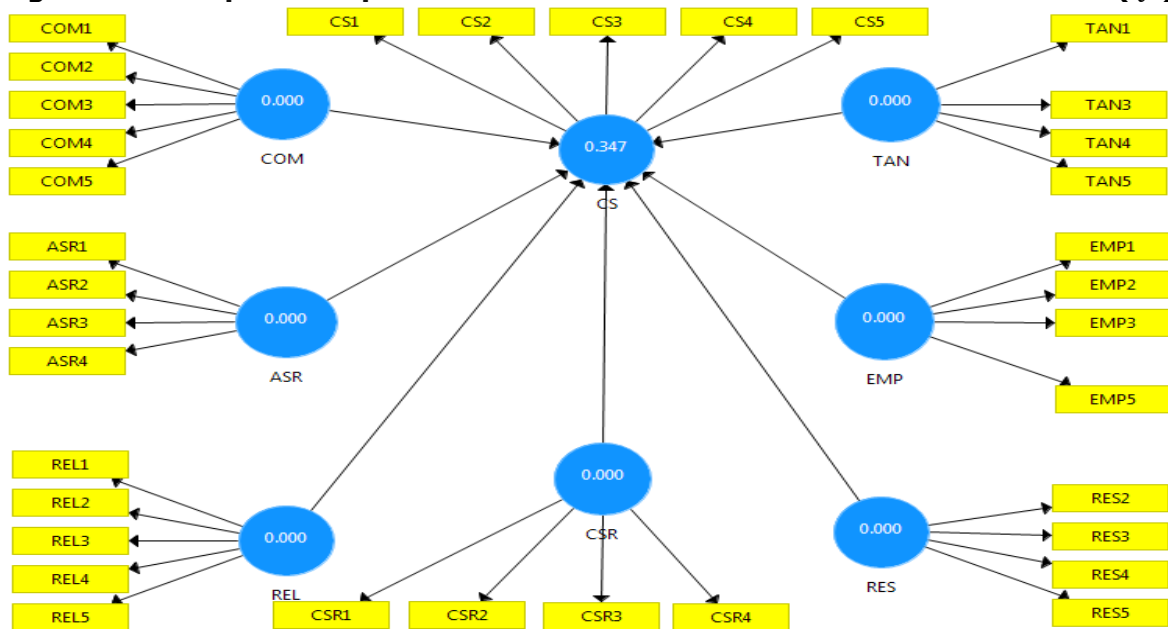 COM1
COM2
COM3
COM4
COM5
0.000
COM
CS1
CS2
CS3
CS4
CS5
0.347
CS
TAN1
TAN3
TAN4
TAN5
0.000
TAN
ASR1
ASR2
ASR3
ASR4
0.000
ASR
EMP1
EMP2
EMP3
EMP5
0.000
EMP
REL1
REL2
REL3
REL4
REL5
0.000
REL
0.000
CSR
CSR1
CSR2
CSR3
CSR4
RES2
RES3
RES4
RES5
0.000
RES